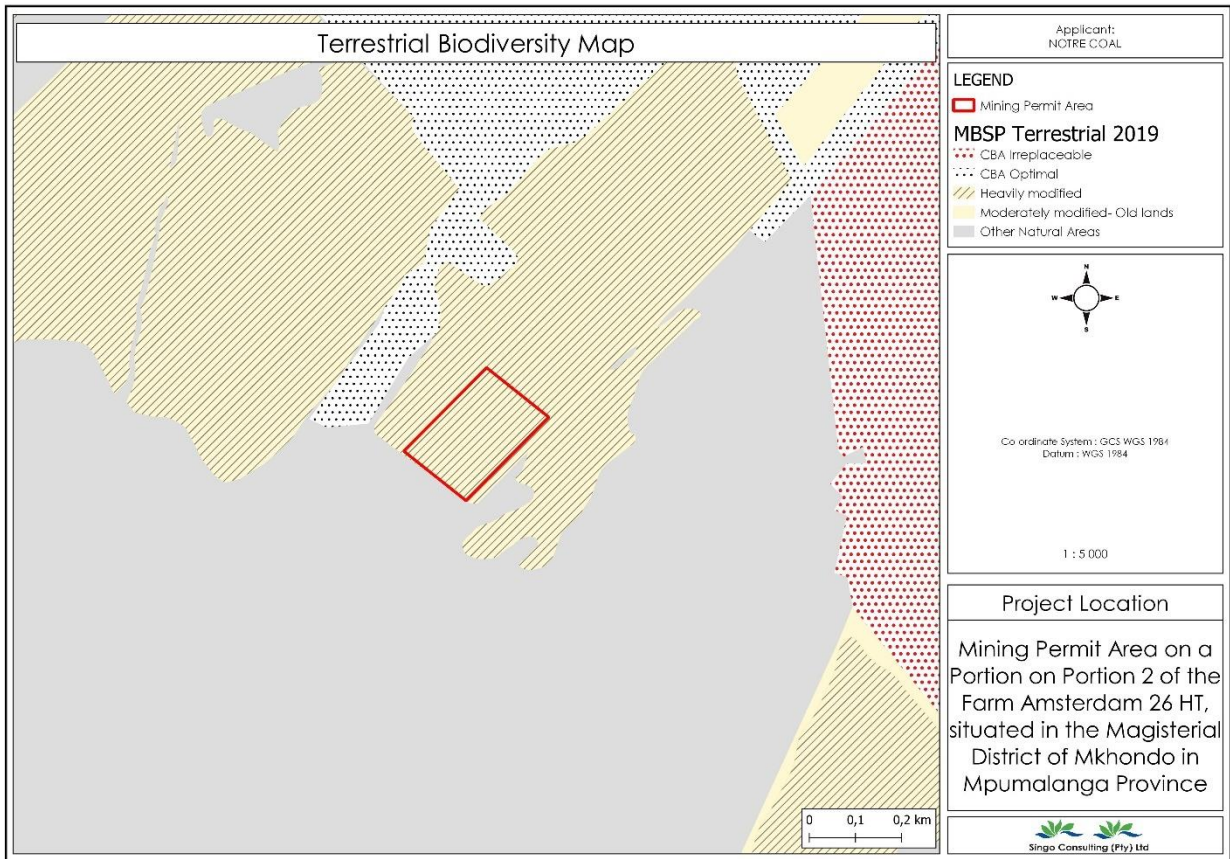 Terrestrial Biodiversity Map
Applicant:
NOTRE COAL
LEGEND
Mining Permit Area
MBSP Terrestrial 2019
CBA Irreplaceable
CBA Optimal
Heavily modified
Moderately modified- Old lands
Other Natural Areas
N
W E
S
Co ordinate System : GCS WGS 1984
Datum : WGS 1984
1 : 5 000
Project Location
Mining Permit Area on a
Portion on Portion 2 of the
Farm Amsterdam 26 HT,
situated in the Magisterial
District of Mkhondo in
Mpumalanga Province
0 0,1 0,2 km
Singo Consulting (Pty) Ltd